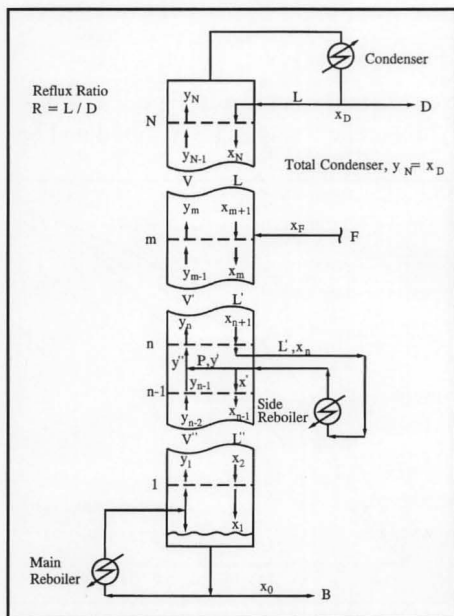 Condenser
Reflux Ratio
R = L / D
y_N
L
D
x_D
N
y_N-1
x_N
Total Condenser, y_N = x_D
V
L
y_m
x_m+1
x_F
F
m
y_m-1
x_m
V'
L'
y_n
x_n+1
n
L', x_n
y''
P, y'
x'
n-1
y_n-1
y_n-2
x_n-1
Side
Reboiler
V''
L''
y_1
x_2
1
x_1
Main
Reboiler
x_0
B